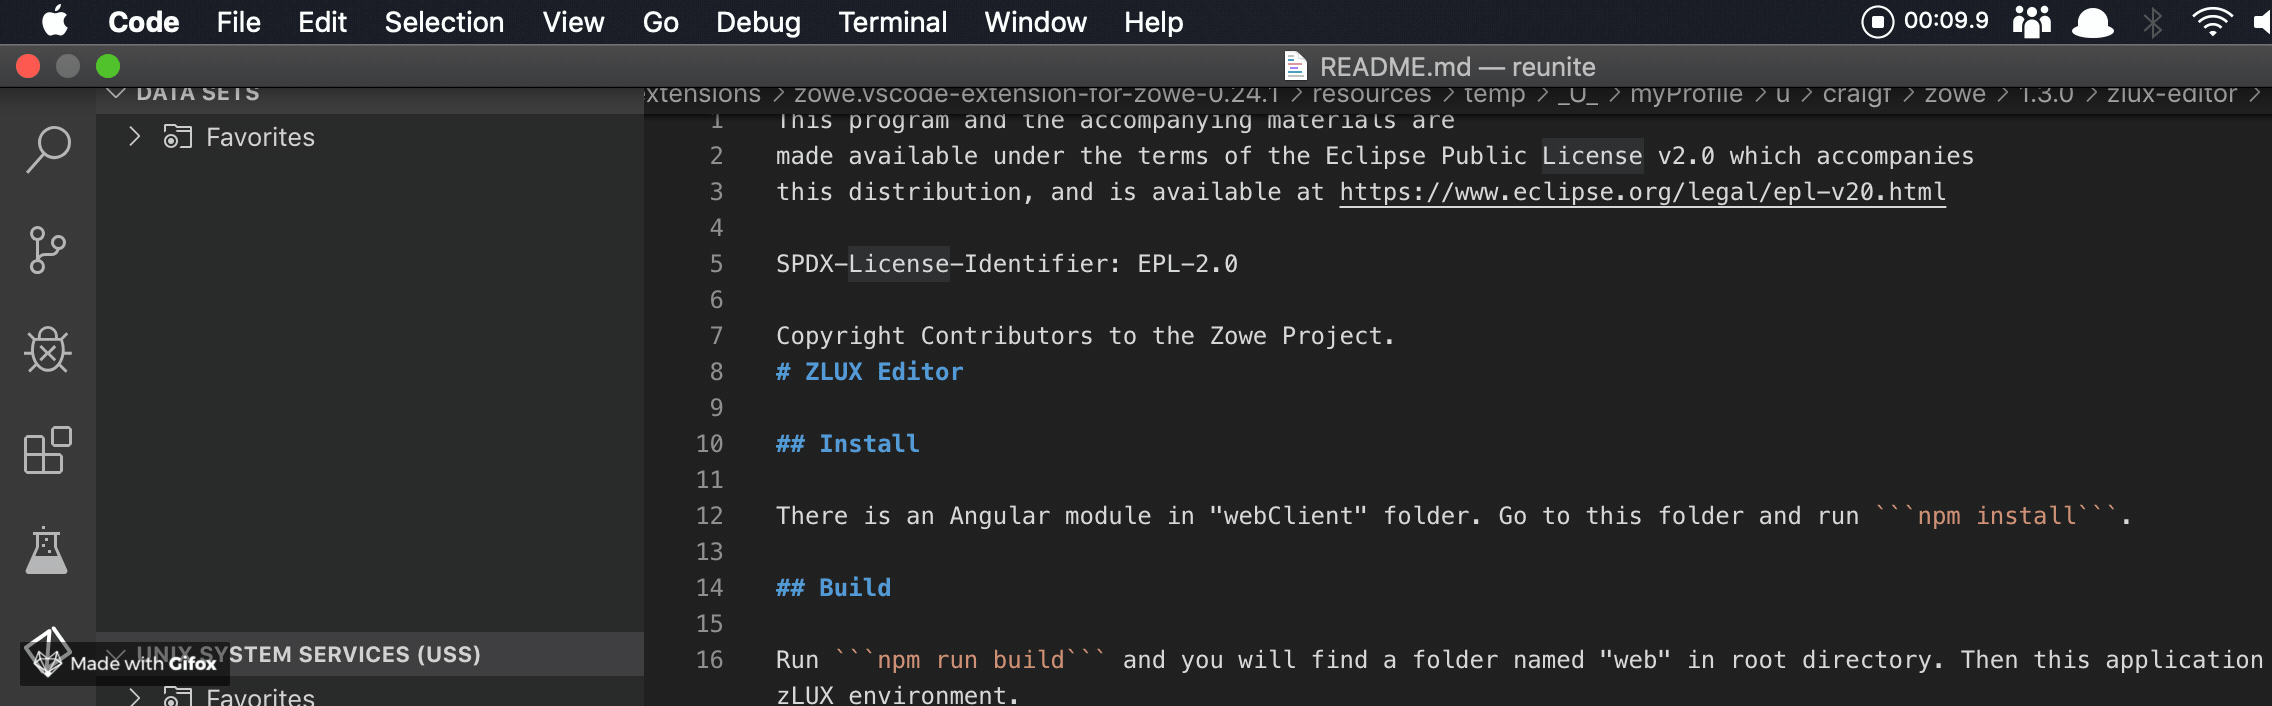 Code File Edit Selection View Go Debug Terminal Window Help 00:09.9
README.md — reunite
DATA SETS
xtensions > zowe.vscode-extension-for-zowe-0.24.1 > resources > temp > _U_ > myProfile > u > craigf > zowe > 1.3.0 > zlux-editor >
Favorites
1 This program and the accompanying materials are
2 made available under the terms of the Eclipse Public License v2.0 which accompanies
3 this distribution, and is available at https://www.eclipse.org/legal/epl-v20.html
4
5 SPDX-License-Identifier: EPL-2.0
6
7 Copyright Contributors to the Zowe Project.
8 # ZLUX Editor
9
10 ## Install
11
12 There is an Angular module in "webClient" folder. Go to this folder and run ```npm install```.
13
14 ## Build
15
16 Run ```npm run build``` and you will find a folder named "web" in root directory. Then this application
zLUX environment.
UNIX SYSTEM SERVICES (USS)
Made with Gifox
Favorites